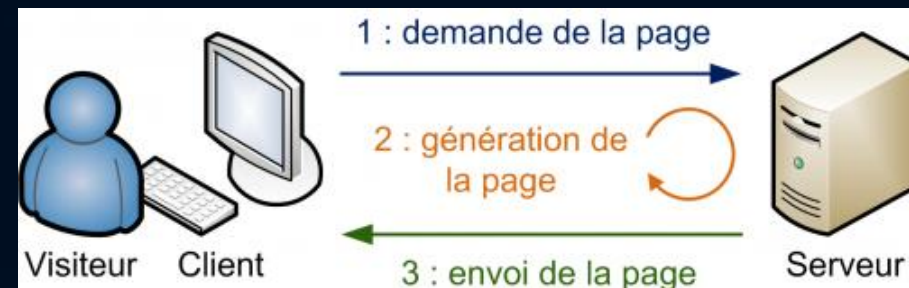 1 : demande de la page
2 : génération de
la page
3 : envoi de la page
Visiteur
Client
Serveur